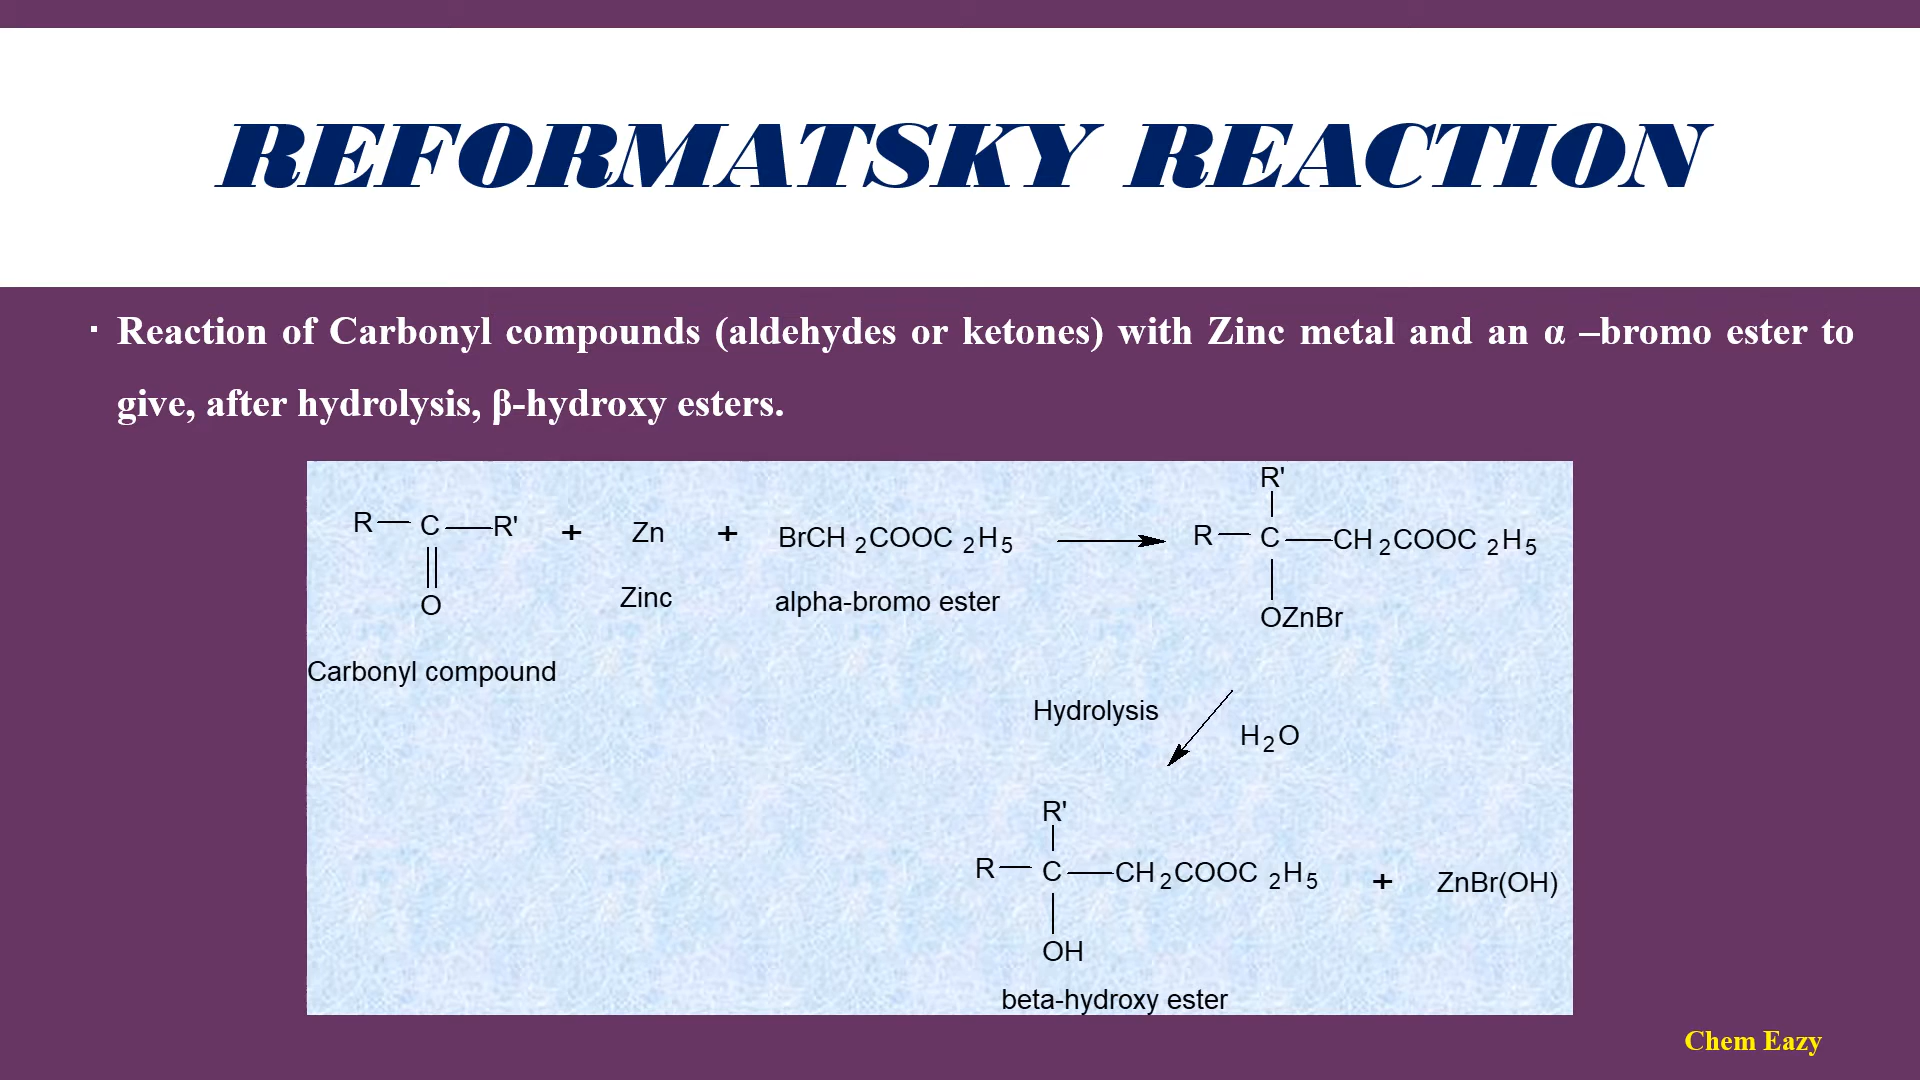 REFORMATSKY REACTION
▪ Reaction of Carbonyl compounds (aldehydes or ketones) with Zinc metal and an α –bromo ester to
give, after hydrolysis, β-hydroxy esters.
R'
R — C — R' + Zn + BrCH2COOC2H5 → R — C — CH2COOC2H5
O
OZnBr
Zinc
alpha-bromo ester
Carbonyl compound
Hydrolysis
H2O
R'
R — C — CH2COOC2H5 + ZnBr(OH)
OH
beta-hydroxy ester
Chem Eazy